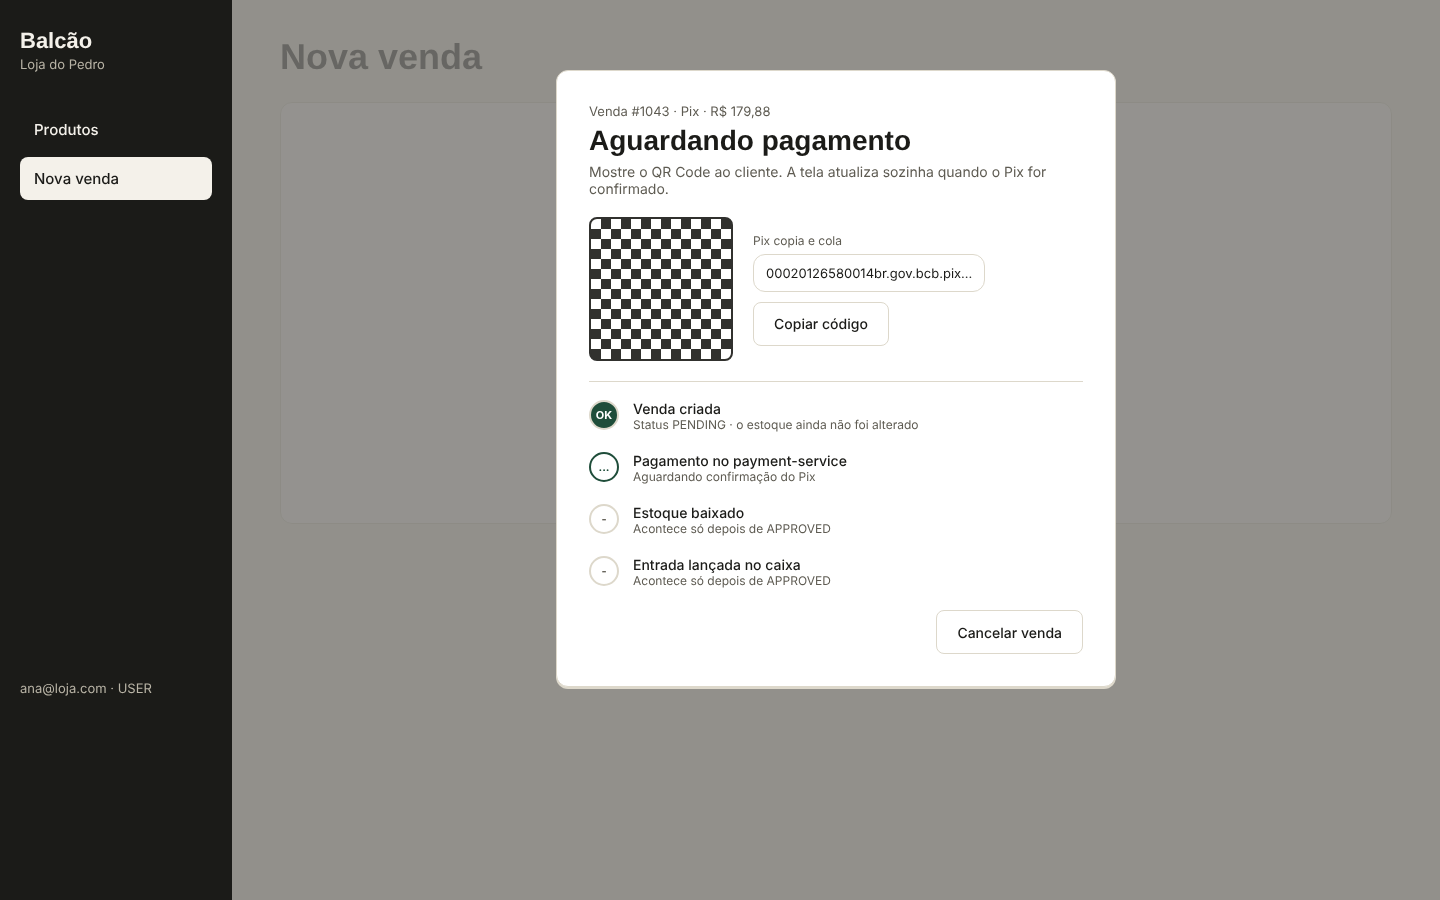 Balcão
Loja do Pedro
Produtos
Nova venda
ana@loja.com · USER
Nova venda
Venda #1043 · Pix · R$ 179,88
Aguardando pagamento
Mostre o QR Code ao cliente. A tela atualiza sozinha quando o Pix for
confirmado.
Pix copia e cola
00020126580014br.gov.bcb.pix...
Copiar código
OK
Venda criada
Status PENDING · o estoque ainda não foi alterado
...
Pagamento no payment-service
Aguardando confirmação do Pix
-
Estoque baixado
Acontece só depois de APPROVED
-
Entrada lançada no caixa
Acontece só depois de APPROVED
Cancelar venda